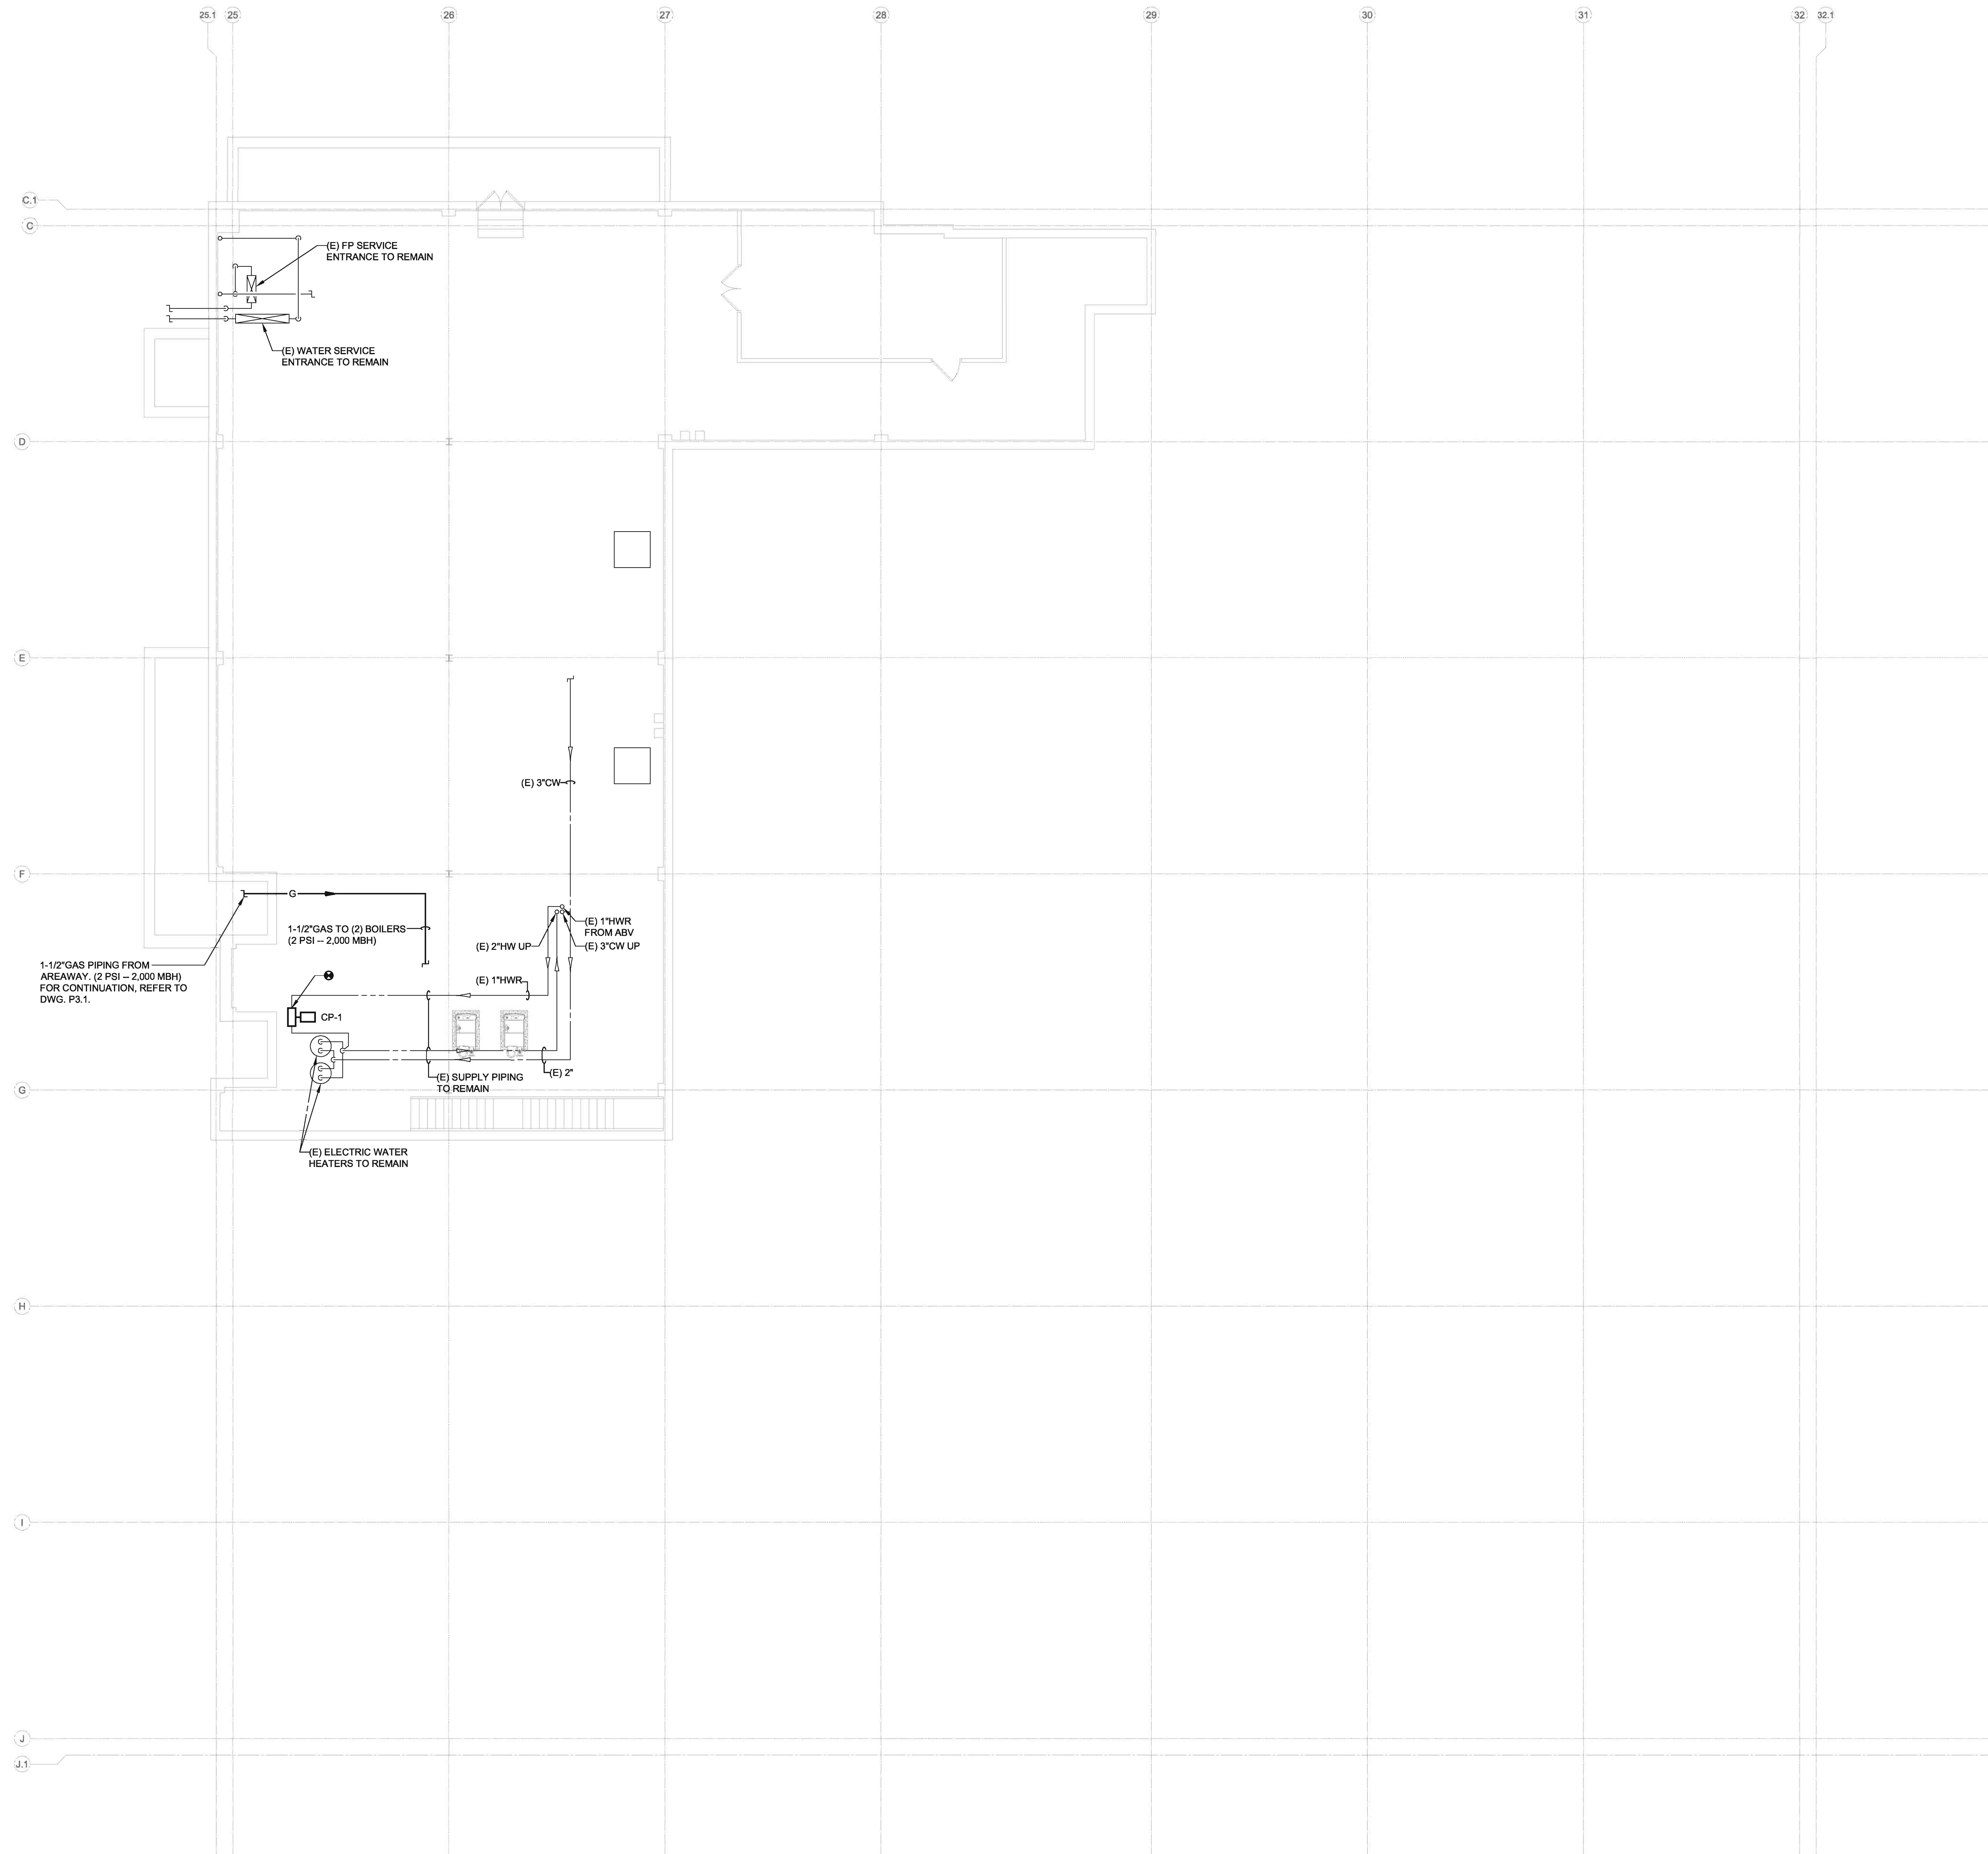 25.1 25 26 27 28 29 30 31 32 32.1
C.1
C
(E) FP SERVICE
ENTRANCE TO REMAIN
(E) WATER SERVICE
ENTRANCE TO REMAIN
D
E
(E) 3"CW
F
G
1-1/2"GAS TO (2) BOILERS
(2 PSI -- 2,000 MBH)
(E) 1"HWR
FROM ABV
(E) 2"HW UP
(E) 3"CW UP
1-1/2"GAS PIPING FROM
AREAWAY. (2 PSI -- 2,000 MBH)
FOR CONTINUATION, REFER TO
DWG. P3.1.
(E) 1"HWR
CP-1
(E) SUPPLY PIPING
TO REMAIN
(E) 2"
G
(E) ELECTRIC WATER
HEATERS TO REMAIN
H
I
J
J.1